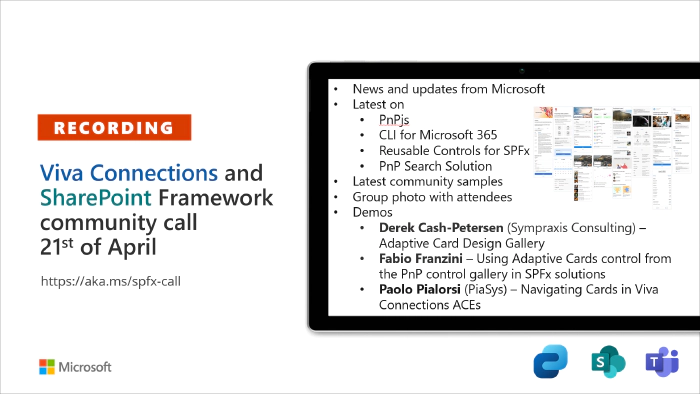 RECORDING
Viva Connections and
SharePoint Framework
community call
21st of April
https://aka.ms/spfx-call
Microsoft
• News and updates from Microsoft
• Latest on
• PnPjs
• CLI for Microsoft 365
• Reusable Controls for SPFx
• PnP Search Solution
• Latest community samples
• Group photo with attendees
• Demos
• Derek Cash-Petersen (Sympraxis Consulting) –
Adaptive Card Design Gallery
• Fabio Franzini – Using Adaptive Cards control from
the PnP control gallery in SPFx solutions
• Paolo Pialorsi (PiaSys) – Navigating Cards in Viva
Connections ACEs
S
T